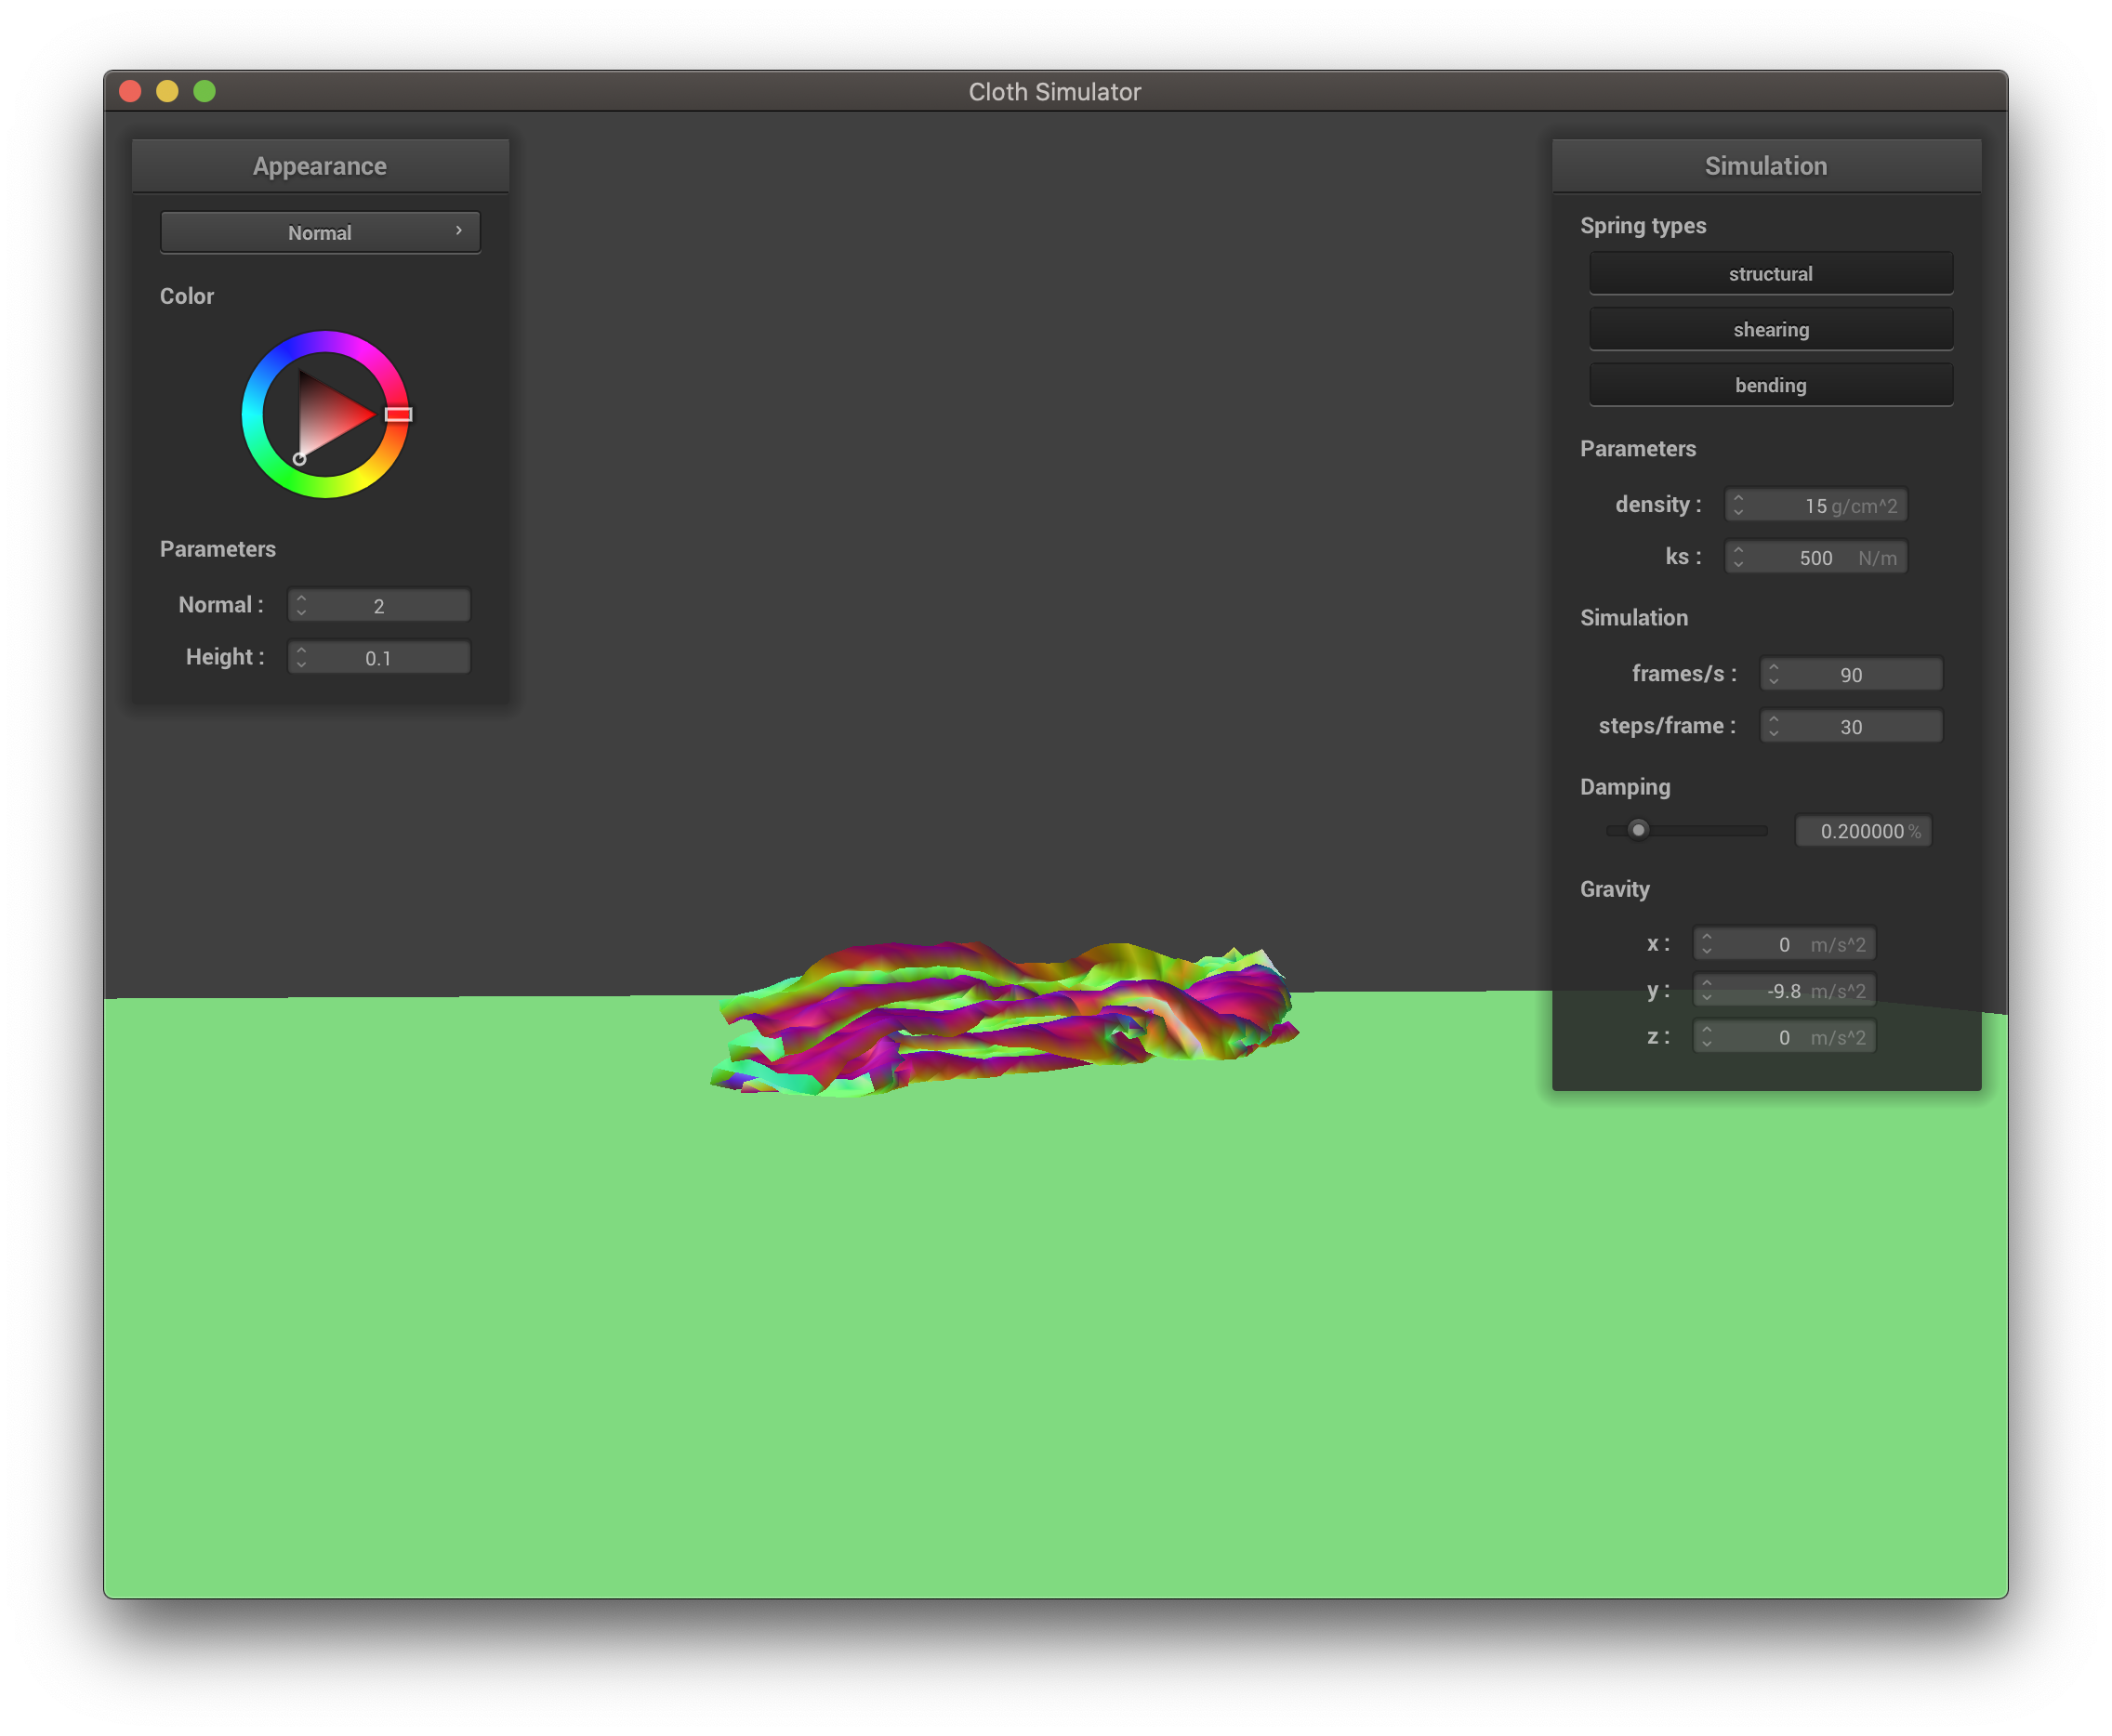 Cloth Simulator
Appearance
Normal
Color
Parameters
Normal : 2
Height : 0.1
Simulation
Spring types
structural
shearing
bending
Parameters
density : 15 g/cm^2
ks : 500 N/m
Simulation
frames/s : 90
steps/frame : 30
Damping
0.200000 %
Gravity
x : 0 m/s^2
y : -9.8 m/s^2
z : 0 m/s^2